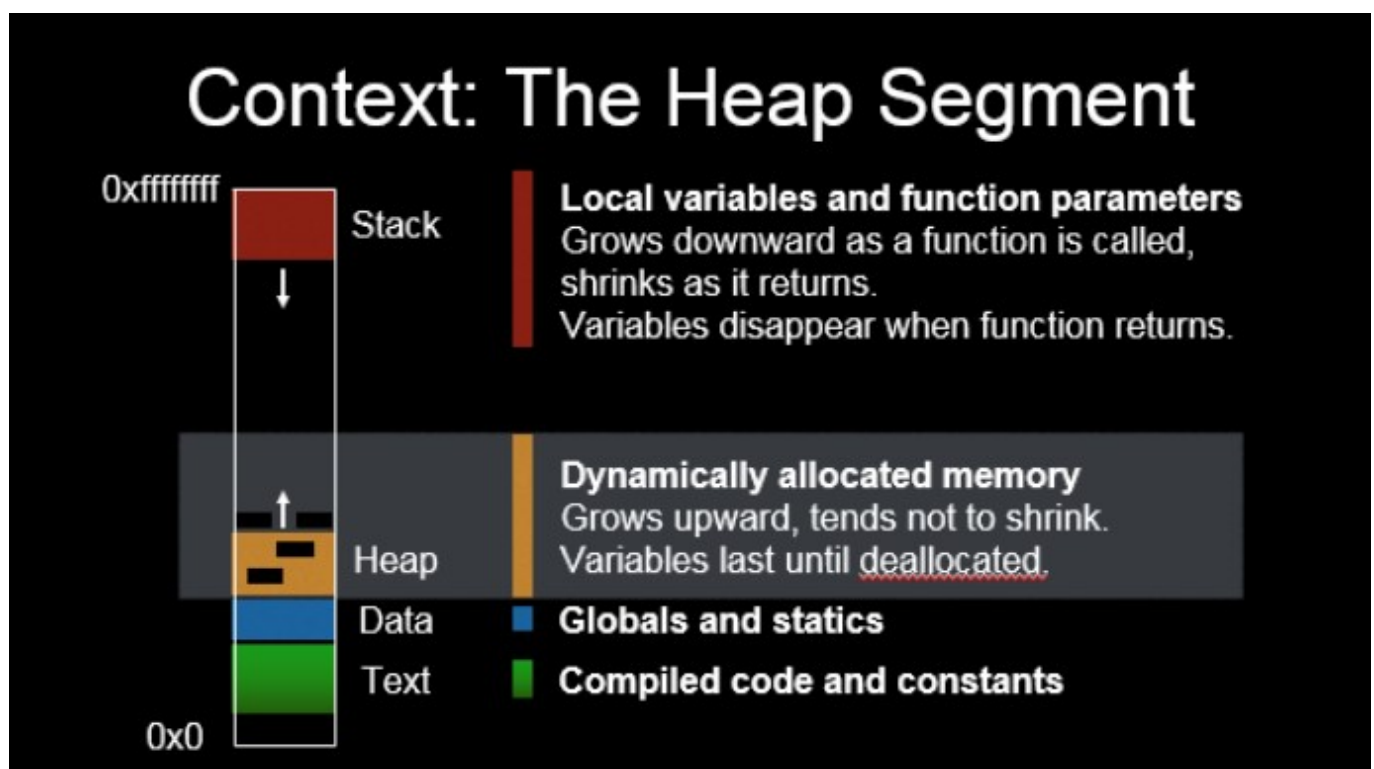 Context: The Heap Segment
0xffffffff
Stack
Local variables and function parameters
Grows downward as a function is called,
shrinks as it returns.
Variables disappear when function returns.
Dynamically allocated memory
Grows upward, tends not to shrink.
Heap
Variables last until deallocated.
Data
Globals and statics
Text
Compiled code and constants
0x0